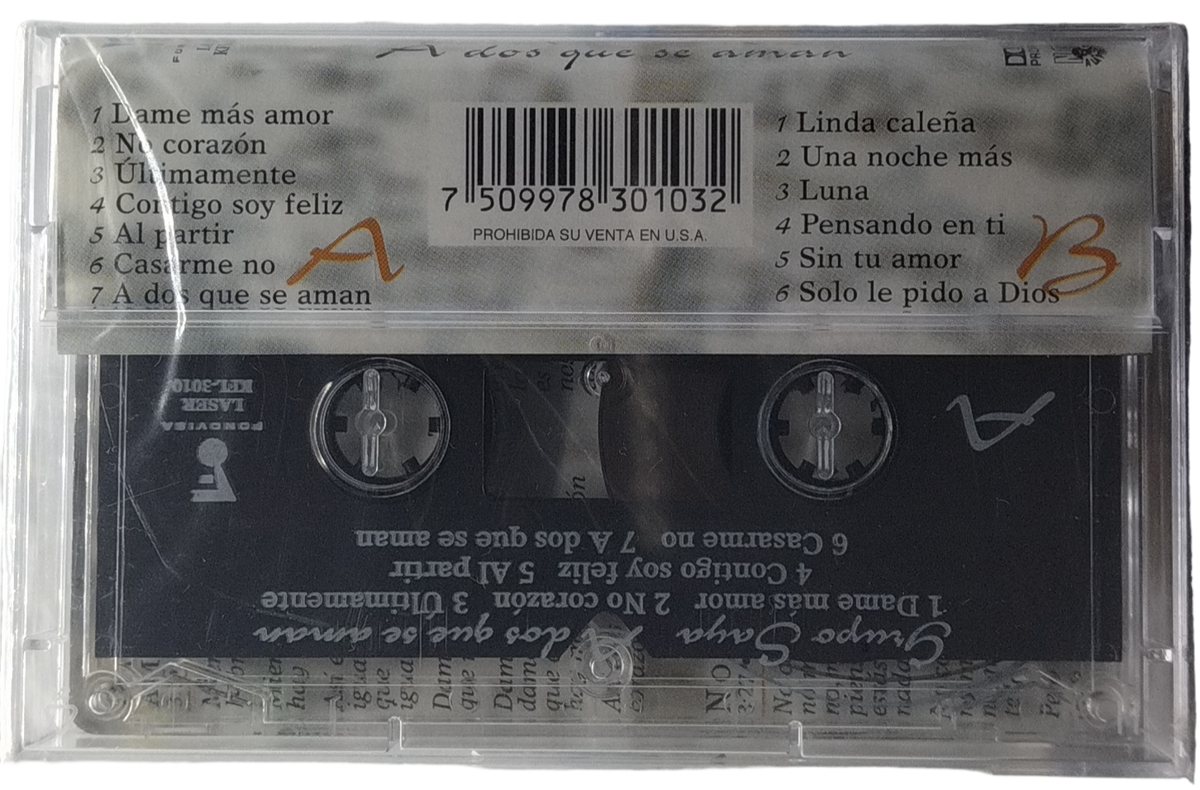 A dos que se aman
1 Dame más amor
2 No corazón
3 Últimamente
4 Contigo soy feliz
5 Al partir
6 Casarme no
7 A dos que se aman
A
7 509978 301032
PROHIBIDA SU VENTA EN U.S.A.
1 Linda caleña
2 Una noche más
3 Luna
4 Pensando en ti
5 Sin tu amor
6 Solo le pido a Dios
B
A
FONOVISA
LASER
Grupo Saya A dos que se aman
1 Dame más amor 2 No corazón 3 Últimamente
4 Contigo soy feliz 5 Al partir
6 Casarme no 7 A dos que se aman